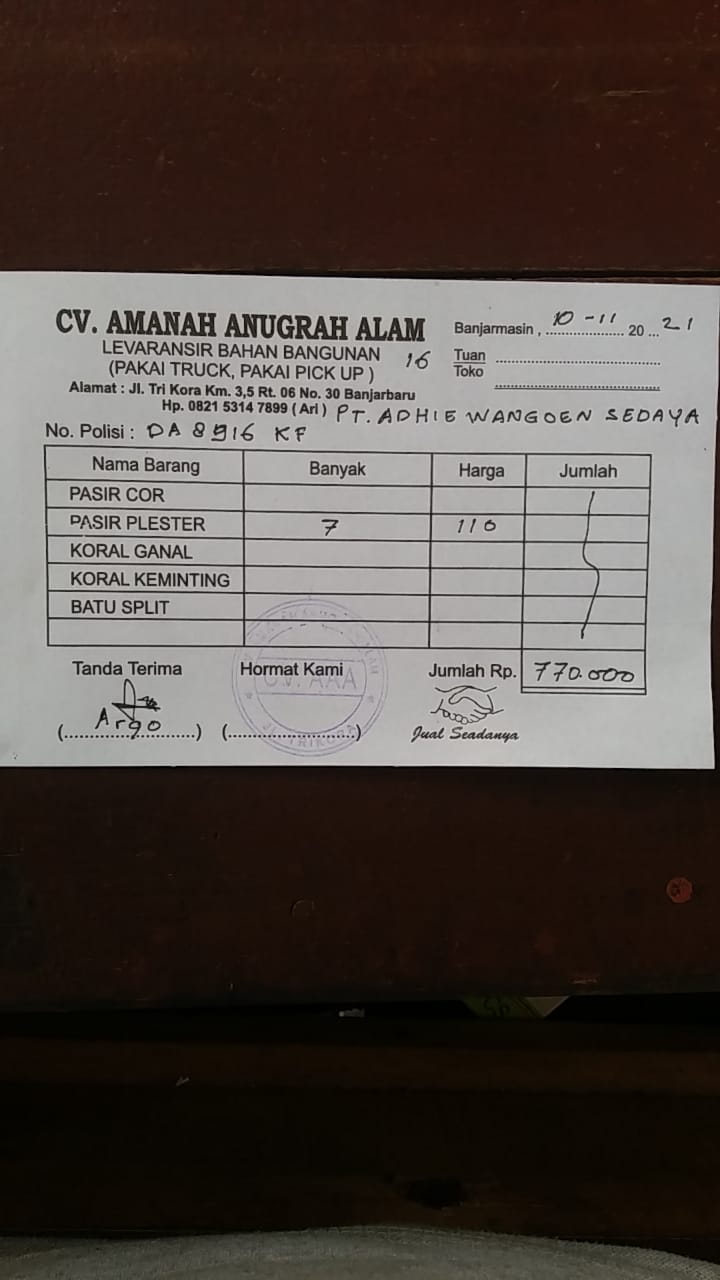 CV. AMANAH ANUGRAH ALAM
LEVARANSIR BAHAN BANGUNAN 16
(PAKAI TRUCK, PAKAI PICK UP )
Alamat : Jl. Tri Kora Km. 3,5 Rt. 06 No. 30 Banjarbaru
Hp. 0821 5314 7899 ( Ari )
Banjarmasin , 10 - 11 20 ... 21
Tuan
Toko
PT. ADHIE WANGOEN SEDAYA
No. Polisi : DA 8916 KF
Nama Barang Banyak Harga Jumlah
PASIR COR
PASIR PLESTER 7 110
KORAL GANAL
KORAL KEMINTING
BATU SPLIT
Tanda Terima Hormat Kami Jumlah Rp. 770.000
CV. AAA
JL. TRIKORA
Argo
(........................) (........................)
Jual Seadanya